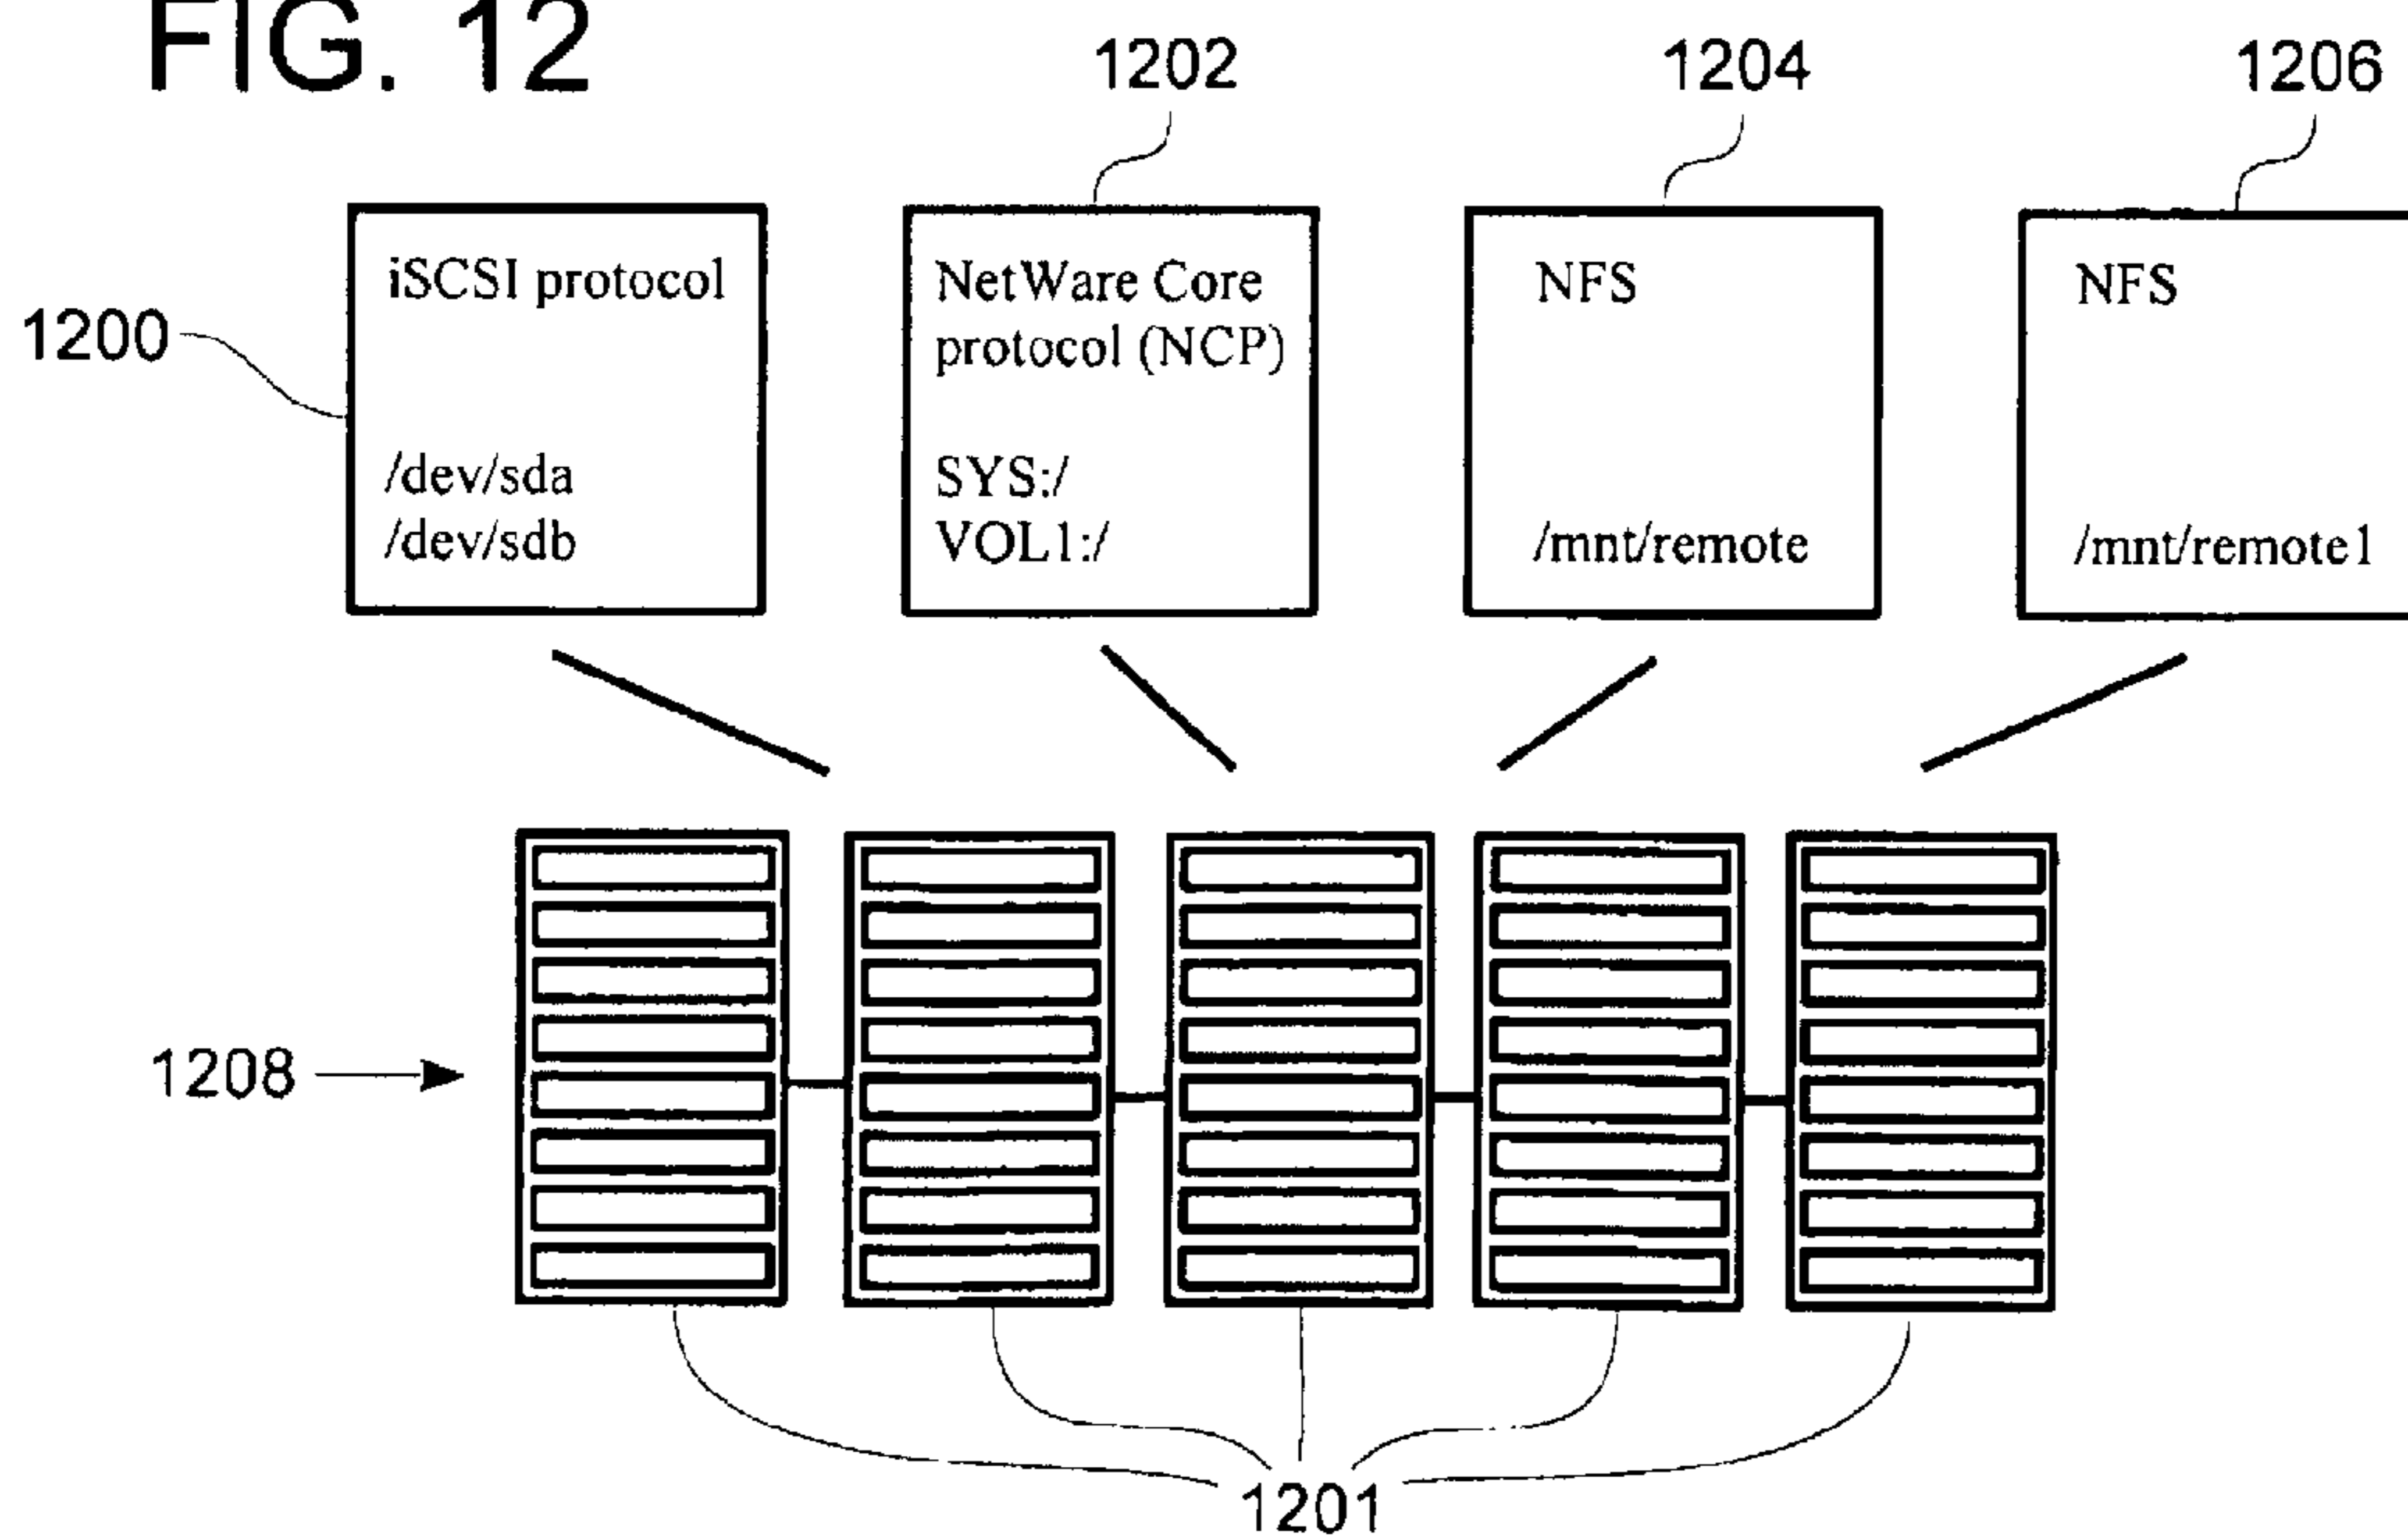 FIG. 12
1202
1204
1206
1200
iSCSI protocol
/dev/sda
/dev/sdb
NetWare Core
protocol (NCP)
SYS:/
VOL1:/
NFS
/mnt/remote
NFS
/mnt/remote1
1208
1201